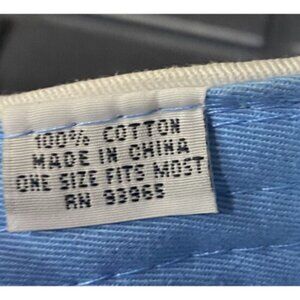 100% COTTON
MADE IN CHINA
ONE SIZE FITS MOST
RN 93965